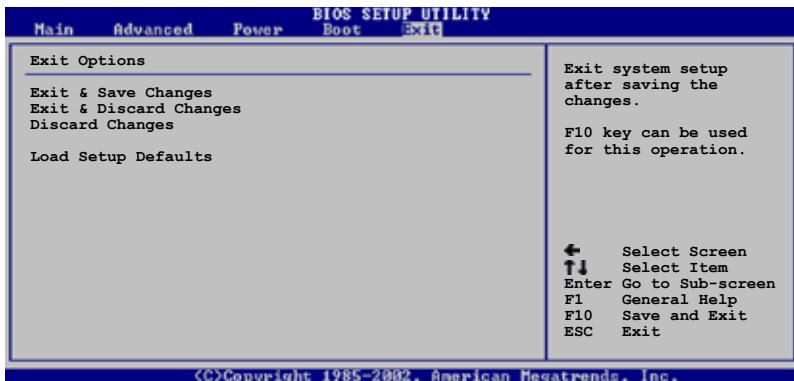 BIOS SETUP UTILITY
Main Advanced Power Boot Exit
Exit Options
Exit & Save Changes
Exit & Discard Changes
Discard Changes
Load Setup Defaults
Exit system setup
after saving the
changes.
F10 key can be used
for this operation.
← Select Screen
↑↓ Select Item
Enter Go to Sub-screen
F1 General Help
F10 Save and Exit
ESC Exit
(C)Copyright 1985-2002, American Megatrends, Inc.